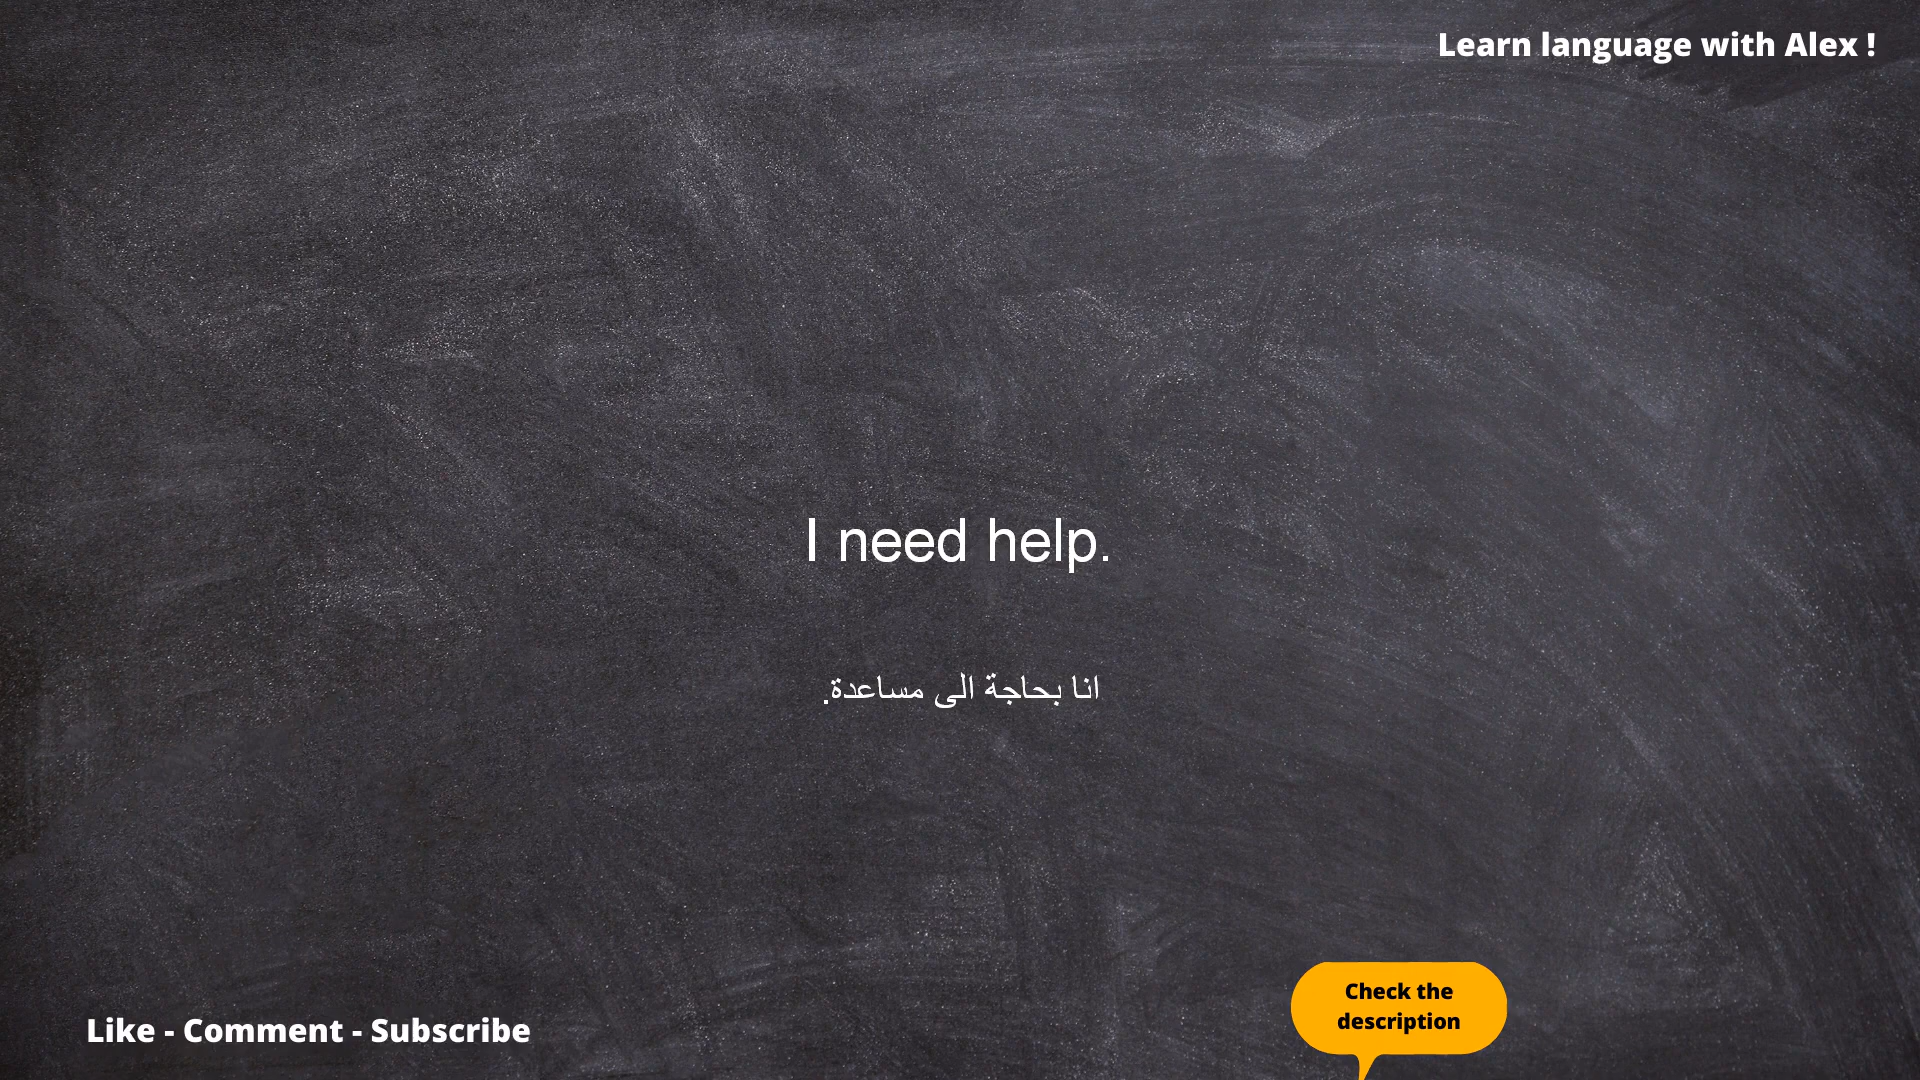 Learn language with Alex !
I need help.
انا بحاجة الى مساعدة.
Check the
description
Like - Comment - Subscribe